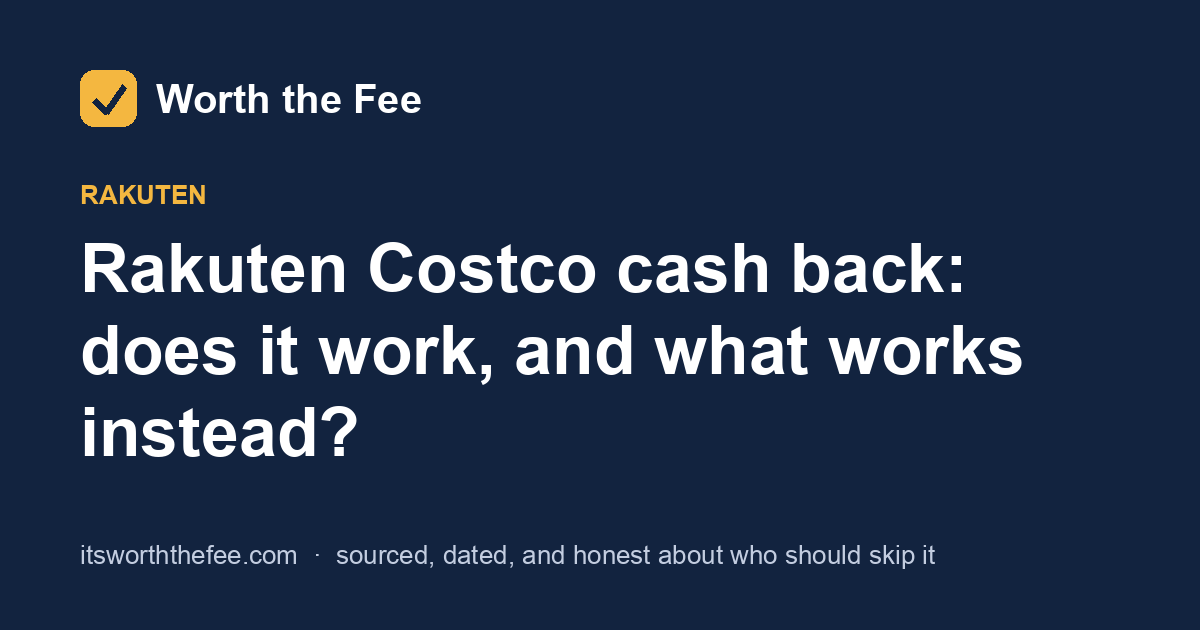 Worth the Fee
RAKUTEN
Rakuten Costco cash back:
does it work, and what works
instead?
itsworththefee.com · sourced, dated, and honest about who should skip it